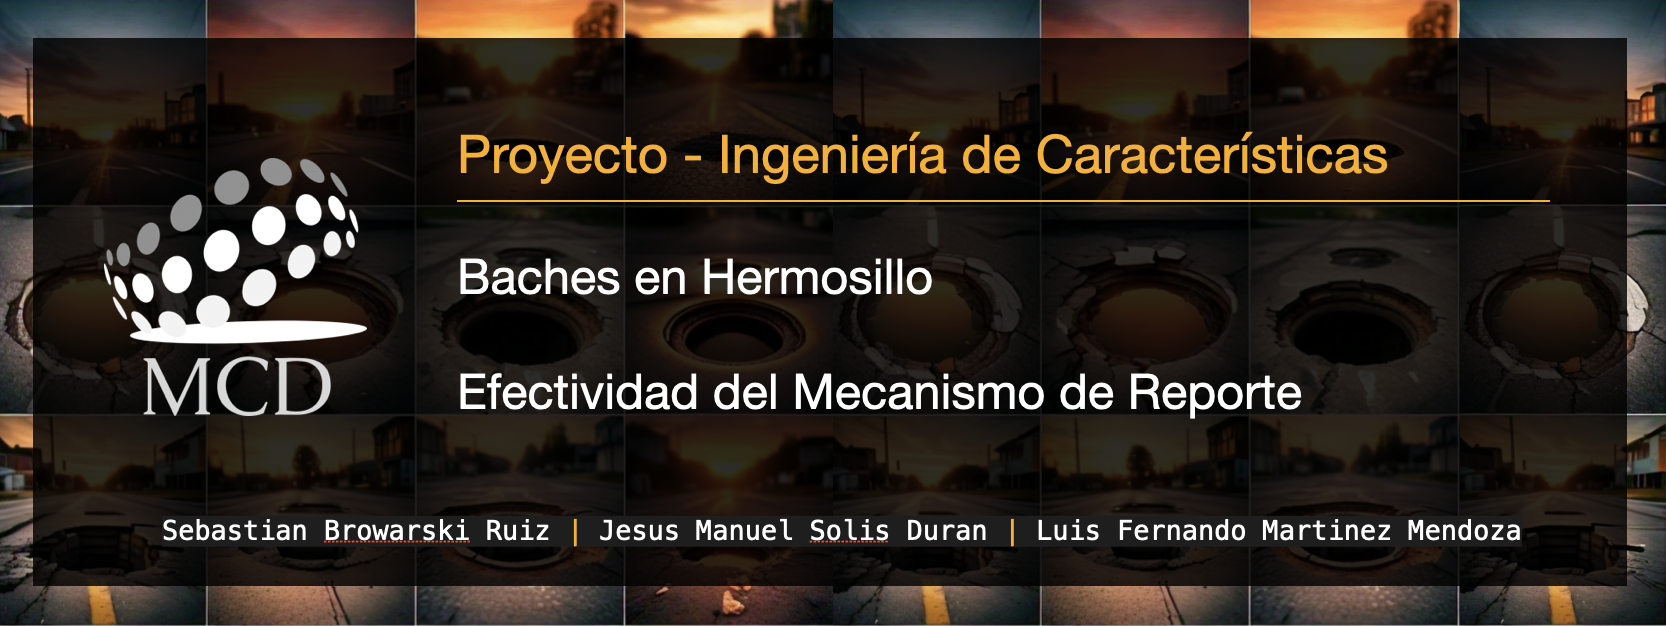 Proyecto - Ingeniería de Características
Baches en Hermosillo
Efectividad del Mecanismo de Reporte
MCD
Sebastian Browarski Ruiz | Jesus Manuel Solis Duran | Luis Fernando Martinez Mendoza